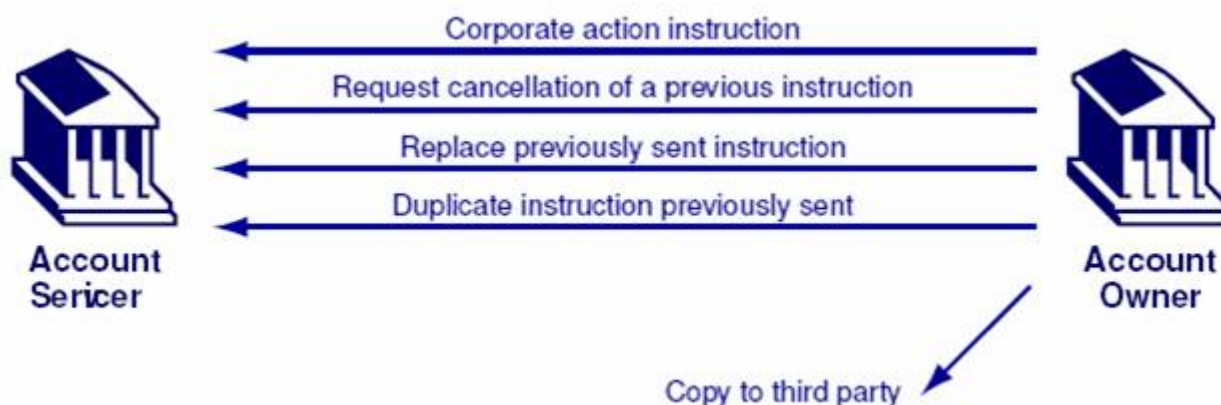 Corporate action instruction
Request cancellation of a previous instruction
Replace previously sent instruction
Duplicate instruction previously sent
Account
Sericer
Account
Owner
Copy to third party